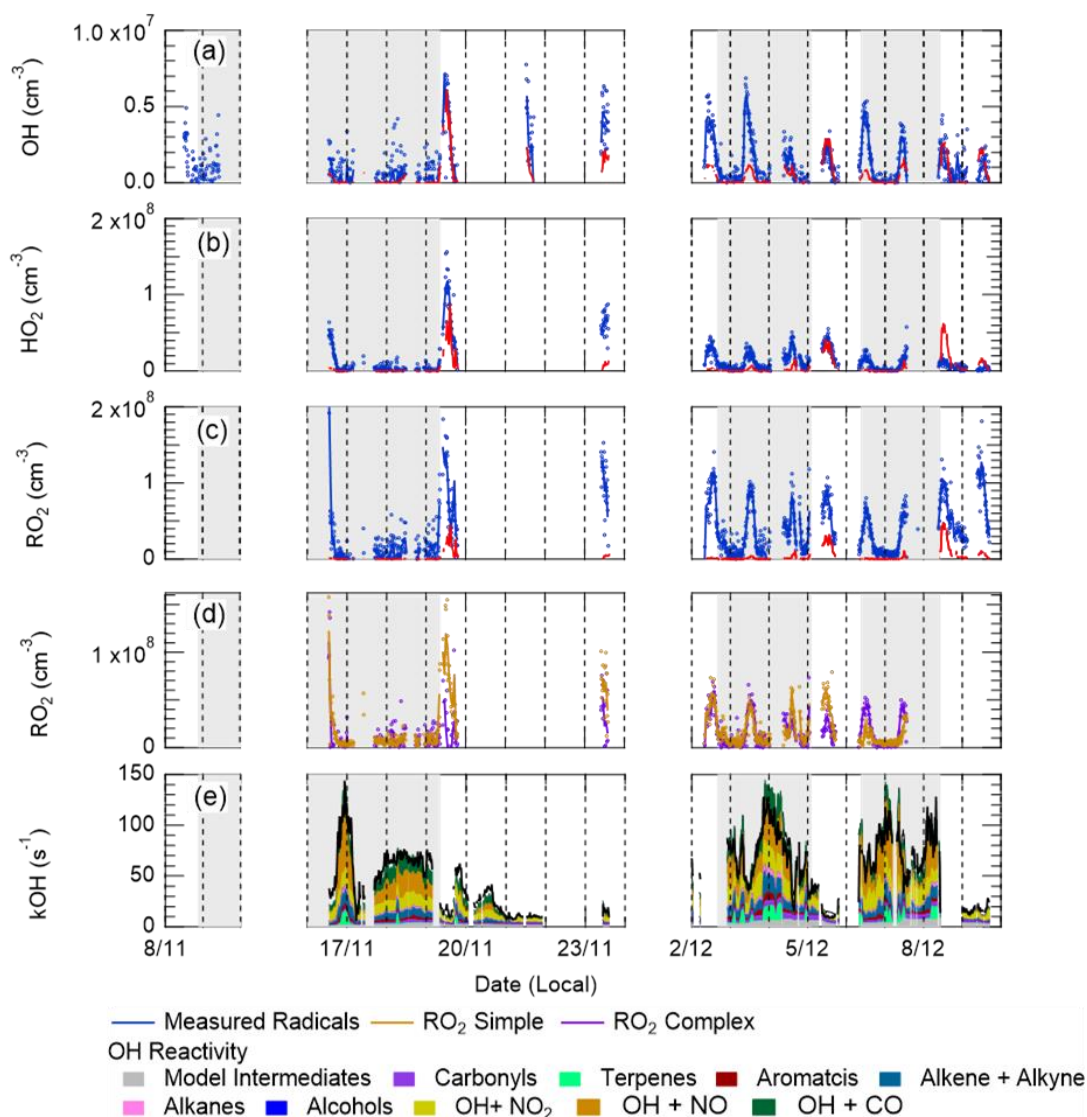 (a)
1.0 x10⁷
0.5
0.0
OH (cm⁻³)
(b)
2 x10⁸
1
0
HO₂ (cm⁻³)
(c)
2 x10⁸
1
0
RO₂ (cm⁻³)
(d)
1 x10⁸
0
RO₂ (cm⁻³)
(e)
150
100
50
0
kOH (s⁻¹)
8/11 17/11 20/11 23/11 2/12 5/12 8/12
Date (Local)
Measured Radicals RO₂ Simple RO₂ Complex
OH Reactivity
Model Intermediates Carbonyls Terpenes Aromatcis Alkene + Alkyne
Alkanes Alcohols OH+ NO₂ OH + NO OH + CO